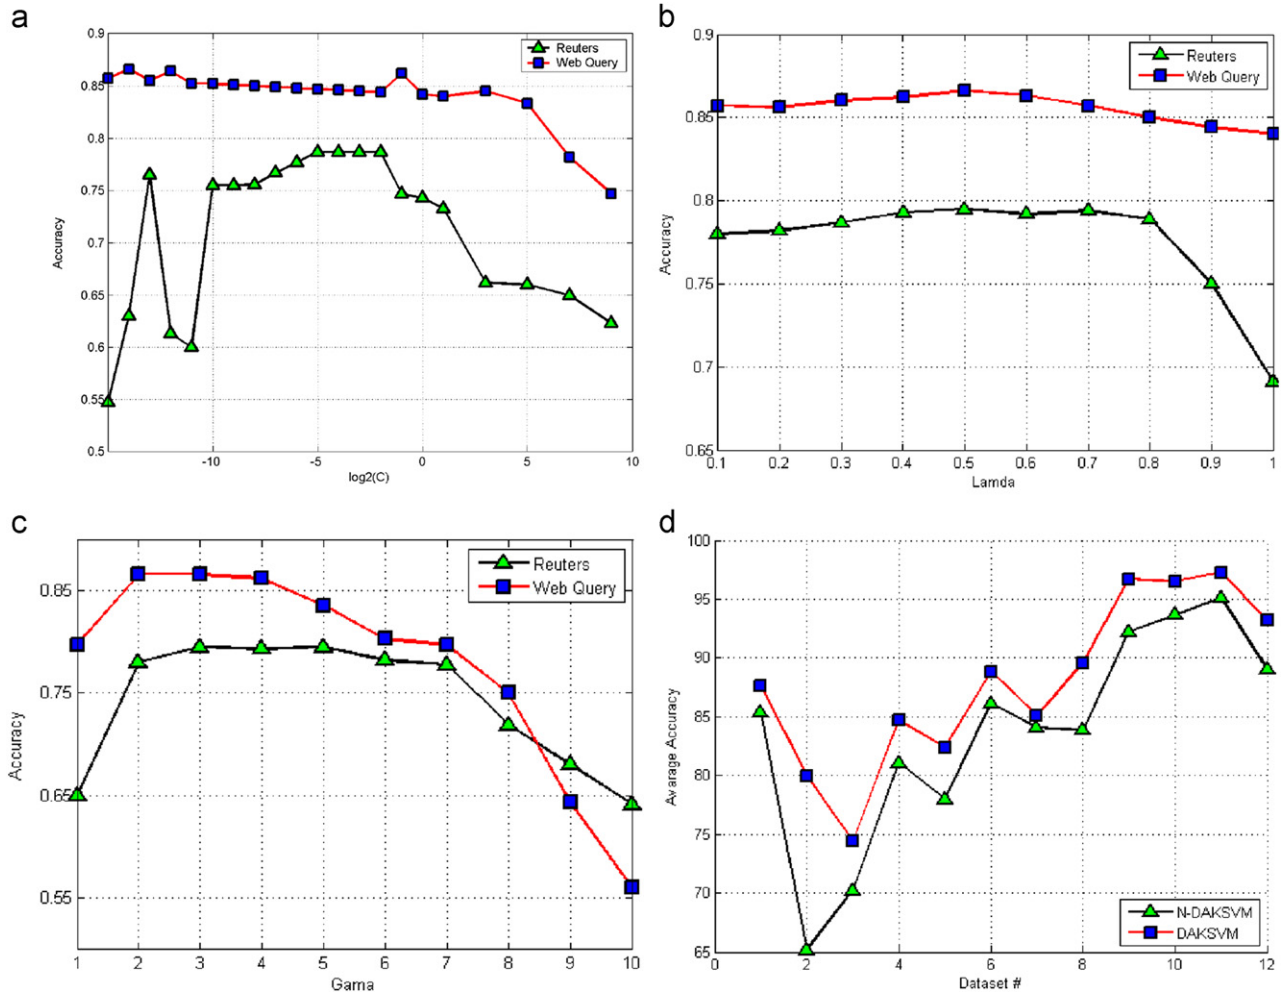 a
0.9
0.85
0.8
0.75
0.7
0.65
0.6
0.55
0.5
Accuracy
-10
-5
0
5
10
log2(C)
Reuters
Web Query
b
0.9
0.85
0.8
0.75
0.7
0.65
Accuracy
0.1
0.2
0.3
0.4
0.5
0.6
0.7
0.8
0.9
1
Lamda
Reuters
Web Query
c
0.85
0.75
0.65
0.55
Accuracy
1
2
3
4
5
6
7
8
9
10
Gama
Reuters
Web Query
d
100
95
90
85
80
75
70
65
Avarage Accuracy
0
2
4
6
8
10
12
Dataset #
N-DAKSVM
DAKSVM